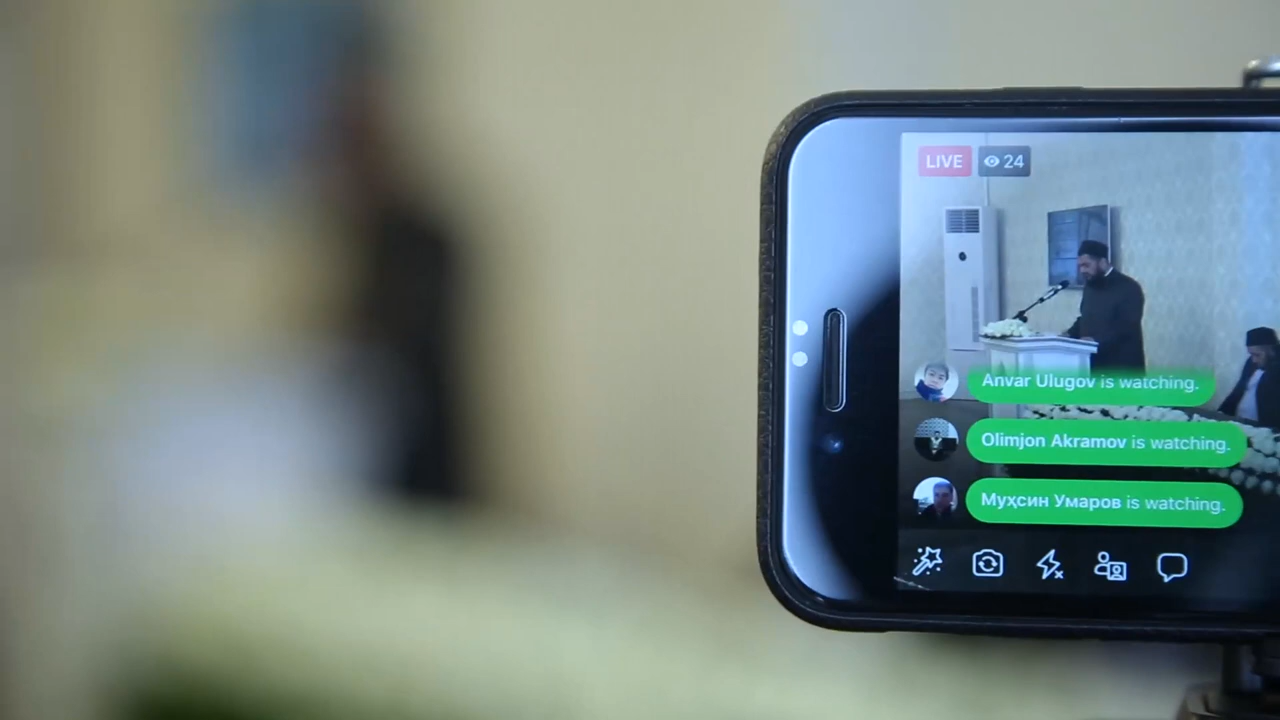 LIVE 24
Anvar Ulugov is watching.
Olimjon Akramov is watching.
Муҳсин Умаров is watching.